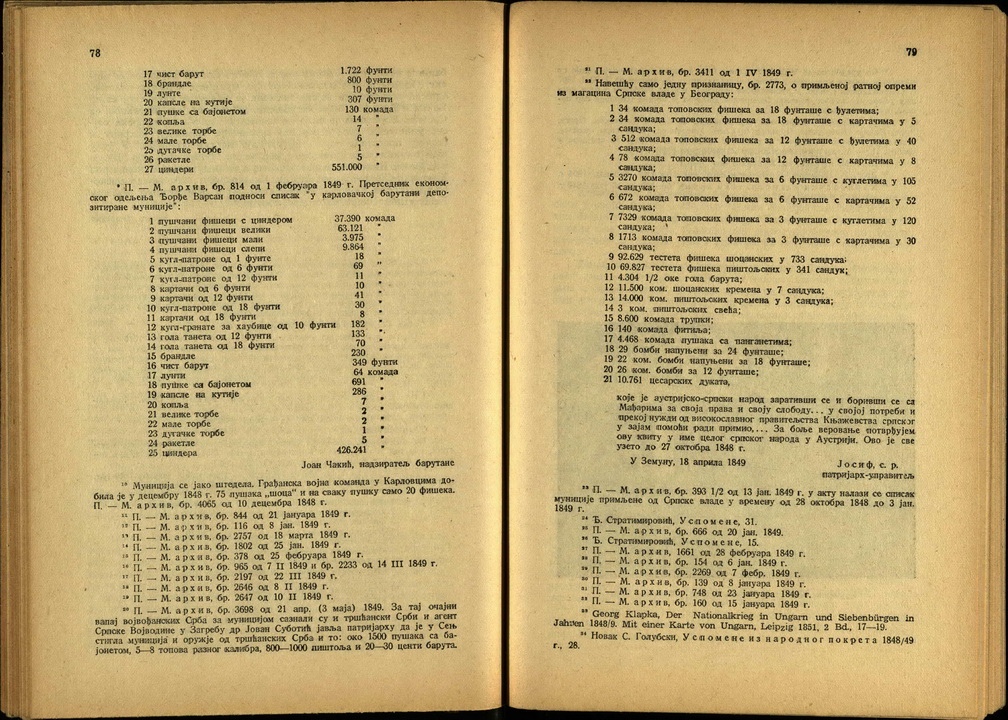 78
17 чист барут 1.722 фунти
18 брандле 800 фунти
19 лунте 10 фунти
20 капсле на кутије 307 фунти
21 пушке са бајонетом 130 комада
22 копља 14 "
23 велике торбе 7 "
24 мале торбе 6 "
25 дугачке торбе 1 "
26 ракетле 5 "
27 циндери 551.000
⁹ П. — М. архив, бр. 814 од 1 фебруара 1849 г. Претседник економ-
ског одељења Ђорђе Варсан подноси списак "у карловачкој барутани депо-
зитиране муниције":
1 пушчани фишеци с циндером 37.390 комада
2 пушчани фишеци велики 63.121 "
3 пушчани фишеци мали 3.975 "
4 пушчани фишеци слепи 9.864 "
5 кугл-патроне од 1 фунте 18 "
6 кугл-патроне од 6 фунти 69 "
7 кугл-патроне од 12 фунти 11 "
8 картачи од 6 фунти 10 "
9 картачи од 12 фунти 41 "
10 кугл-патроне од 18 фунти 30 "
11 картачи од 18 фунти 8 "
12 кугл-гранате за хаубице од 10 фунти 182 "
13 гола танета од 12 фунти 133 "
14 гола танета од 18 фунти 70 "
15 брандле 230
16 чист барут 349 фунти
17 лунти 64 комада
18 пушке са бајонетом 691 "
19 капсле на кутије 286 "
20 копља 7 "
21 велике торбе 2 "
22 мале торбе 2 "
23 дугачке торбе 1 "
24 ракетле 5 "
25 циндера 426.241 "
Јоан Чакић, надзиратељ барутане
¹⁰ Муниција се јако штедела. Грађанска војна команда у Карловцима до-
била је у децембру 1848 г. 75 пушака „шоца" и на сваку пушку само 20 фишека.
П. — М. архив, бр. 4065 од 10 децембра 1848 г.
¹¹ П. — М. архив, бр. 844 од 21 јануара 1849 г.
¹² П. — М. архив, бр. 116 од 8 јан. 1849 г.
¹³ П. — М. архив, бр. 2757 од 18 марта 1849 г.
¹⁴ П. — М. архив, бр. 1802 од 25 јан. 1849 г.
¹⁵ П. — М. архив, бр. 378 од 25 фебруара 1849 г.
¹⁶ П. — М. архив, бр. 965 од 7 II 1849 и бр. 2233 од 14 III 1849 г.
¹⁷ П. — М. архив, бр. 2197 од 22 III 1849 г.
¹⁸ П. — М. архив, бр. 2646 од 8 II 1849 г.
¹⁹ П. — М. архив, бр. 2647 од 10 II 1849 г.
²⁰ П. — М. архив, бр. 3698 од 21 апр. (3 маја) 1849. За тај очајни
вапај војвођанских Срба за муницијом сазнали су и тршћански Срби и агент
Српске Војводине у Загребу др Јован Суботић јавља патријарху да је у Сењ
стигла муниција и оружје од тршћанских Срба и то: око 1500 пушака са ба-
јонетом, 5—8 топова разног калибра, 800—1000 пиштоља и 20—30 центи барута.
79
²¹ П. — М. архив, бр. 3411 од 1 IV 1849 г.
²² Навешћу само једну признаницу, бр. 2773, о примљеној ратној опреми
из магацина Српске владе у Београду:
1 34 комада топовских фишека за 18 фунташе с ђулетима;
2 34 комада топовских фишека за 18 фунташе с картачима у 5
сандука;
3 512 комада топовских фишека за 12 фунташе с ђулетима у 40
сандука;
4 78 комада топовских фишека за 12 фунташе с картачима у 8
сандука;
5 3270 комада топовских фишека за 6 фунташе с куглетима у 105
сандука;
6 672 комада топовских фишека за 6 фунташе с картачима у 52
сандука;
7 7329 комада топовских фишека за 3 фунташе с куглетима у 120
сандука;
8 1713 комада топовских фишека за 3 фунташе с картачима у 30
сандука;
9 92.629 тестета фишека шоцанских у 733 сандука;
10 69.827 тестета фишека пиштољских у 341 сандук;
11 4.304 1/2 оке гола барута;
12 11.500 ком. шоцанских кремена у 7 сандука;
13 14.000 ком. пиштољских кремена у 3 сандука;
14 3 ком. пиштољских свећа;
15 8.600 комада трупки;
16 140 комада фитиља;
17 4.468 комада пушака са панганетима;
18 29 бомби напуњени за 24 фунташе;
19 22 ком. бомби напуњени за 18 фунташе;
20 26 ком. бомби за 12 фунташе;
21 10.761 цесарских дуката,
које је аустријско-српски народ заративши се и боривши се са
Мађарима за своја права и своју слободу... у својој потреби и
прекој нужди од високославног правитељства Књажевства српског
у зајам помоћи ради примио,... За боље веровање потврђујем
ову квиту у име целог српског народа у Аустрији. Ово је све
узето до 27 октобра 1848 г.
У Земуну, 18 априла 1849 Јосиф, с. р.
патријарх-управитељ
²³ П. — М. архив, бр. 393 1/2 од 13 јан. 1849 г. у акту налази се списак
муниције примљене од Српске владе у времену од 28 октобра 1848 до 3 јан.
1849 г.
²⁴ Ђ. Стратимировић, Успомене, 31.
²⁵ П. — М. архив, бр. 666 од 20 јан. 1849.
²⁶ Ђ. Стратимировић, Успомене, 15.
²⁷ П. — М. архив, 1661 од 28 фебруара 1849 г.
²⁸ П. — М. архив, бр. 154 од 6 јан. 1849 г.
²⁹ П. — М. архив, бр. 2269 од 7 фебр. 1849 г.
³⁰ П. — М. архив, бр. 139 од 8 јануара 1849 г.
³¹ П. — М. архив, бр. 748 од 23 јануара 1849 г.
³² П. — М. архив, бр. 160 од 15 јануара 1849 г.
³³ Georg Klapka, Der Nationalkrieg in Ungarn und Siebenbürgen in
Jahren 1848/9. Mit einer Karte von Ungarn, Leipzig 1851, 2 Bd., 17—19.
³⁴ Новак С. Голубски, Успомене из народног покрета 1848/49
г., 28.